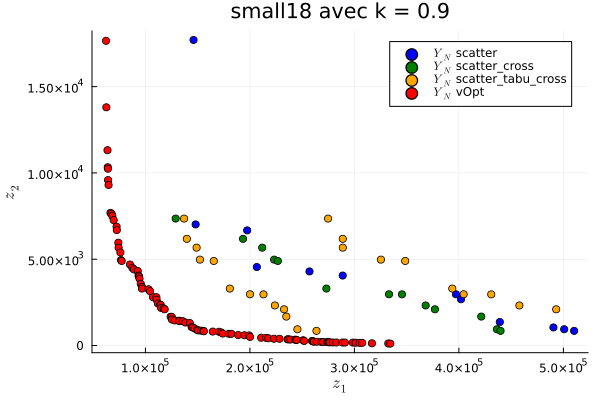 small18 avec k = 0.9
Y_N scatter
Y_N scatter_cross
Y_N scatter_tabu_cross
Y_N vOpt
1.50×10⁴
1.00×10⁴
5.00×10³
0
z₂
1.0×10⁵ 2.0×10⁵ 3.0×10⁵ 4.0×10⁵ 5.0×10⁵
z₁